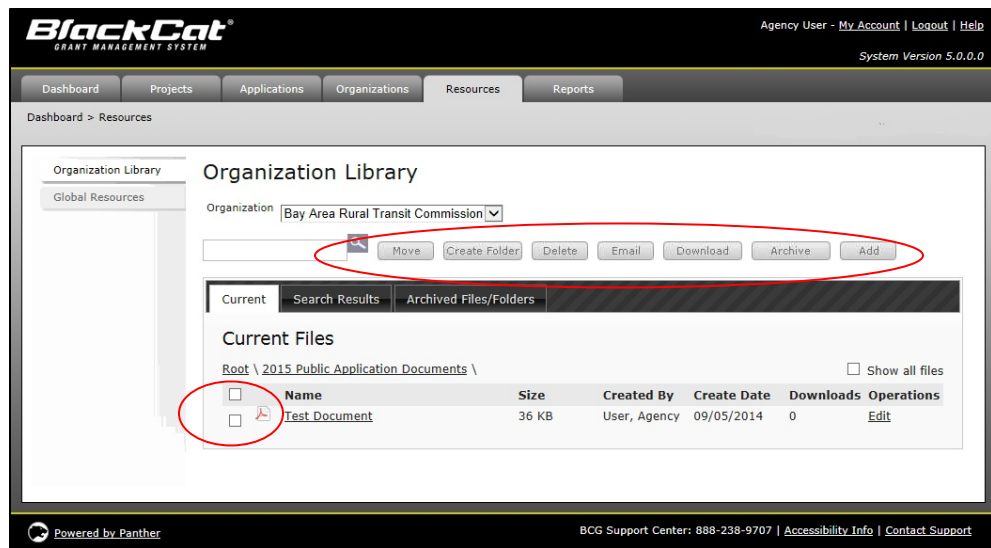 BlackCat®
GRANT MANAGEMENT SYSTEM
Agency User - My Account | Logout | Help
System Version 5.0.0.0
Dashboard Projects Applications Organizations Resources Reports
Dashboard > Resources
Organization Library
Global Resources
Organization Library
Organization Bay Area Rural Transit Commission
Move Create Folder Delete Email Download Archive Add
Current Search Results Archived Files/Folders
Current Files
Root \ 2015 Public Application Documents \ Show all files
Name Size Created By Create Date Downloads Operations
Test Document 36 KB User, Agency 09/05/2014 0 Edit
Powered by Panther BCG Support Center: 888-238-9707 | Accessibility Info | Contact Support